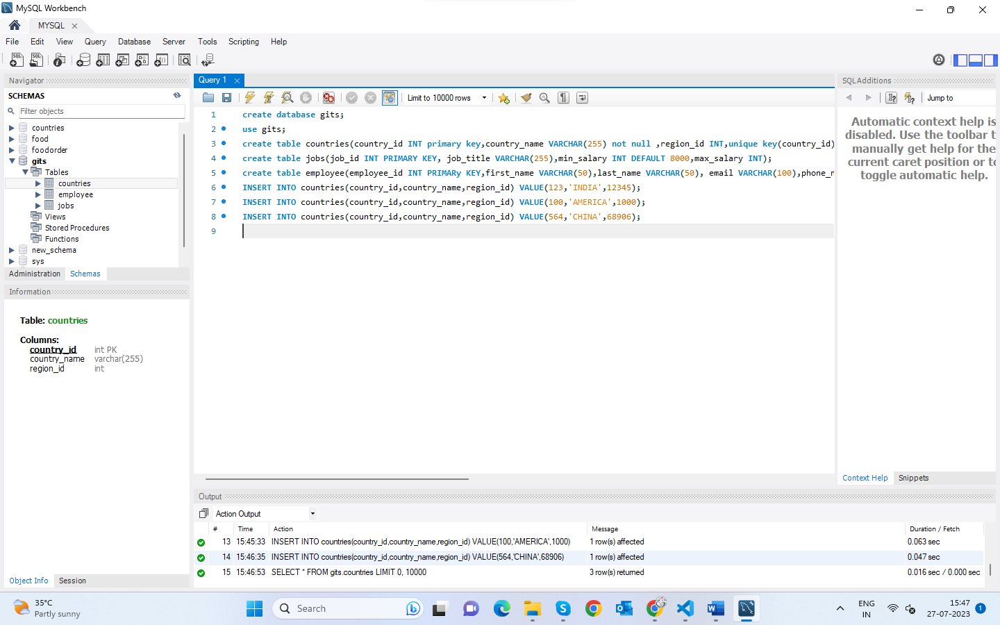 MySQL Workbench
MYSQL
File Edit View Query Database Server Tools Scripting Help
Navigator
SCHEMAS
Filter objects
countries
food
foodorder
gits
Tables
countries
employee
jobs
Views
Stored Procedures
Functions
new_schema
sys
Administration Schemas
Information
Table: countries
Columns:
country_id int PK
country_name varchar(255)
region_id int
Object Info Session
Query 1
Limit to 10000 rows
1 create database gits;
2 use gits;
3 create table countries(country_id INT primary key,country_name VARCHAR(255) not null ,region_id INT,unique key(country_id)
4 create table jobs(job_id INT PRIMARY KEY, job_title VARCHAR(255),min_salary INT DEFAULT 8000,max_salary INT);
5 create table employee(employee_id INT PRIMARY KEY,first_name VARCHAR(50),last_name VARCHAR(50), email VARCHAR(100),phone_n
6 INSERT INTO countries(country_id,country_name,region_id) VALUE(123,'INDIA',12345);
7 INSERT INTO countries(country_id,country_name,region_id) VALUE(100,'AMERICA',1000);
8 INSERT INTO countries(country_id,country_name,region_id) VALUE(564,'CHINA',68906);
9
SQLAdditions
Jump to
Automatic context help is
disabled. Use the toolbar t
manually get help for the
current caret position or to
toggle automatic help.
Context Help Snippets
Output
Action Output
# Time Action Message Duration / Fetch
13 15:45:33 INSERT INTO countries(country_id,country_name,region_id) VALUE(100,'AMERICA',1000) 1 row(s) affected 0.063 sec
14 15:46:35 INSERT INTO countries(country_id,country_name,region_id) VALUE(564,'CHINA',68906) 1 row(s) affected 0.047 sec
15 15:46:53 SELECT * FROM gits.countries LIMIT 0, 10000 3 row(s) returned 0.016 sec / 0.000 sec
35°C
Partly sunny
Search
ENG
IN
15:47
27-07-2023
1